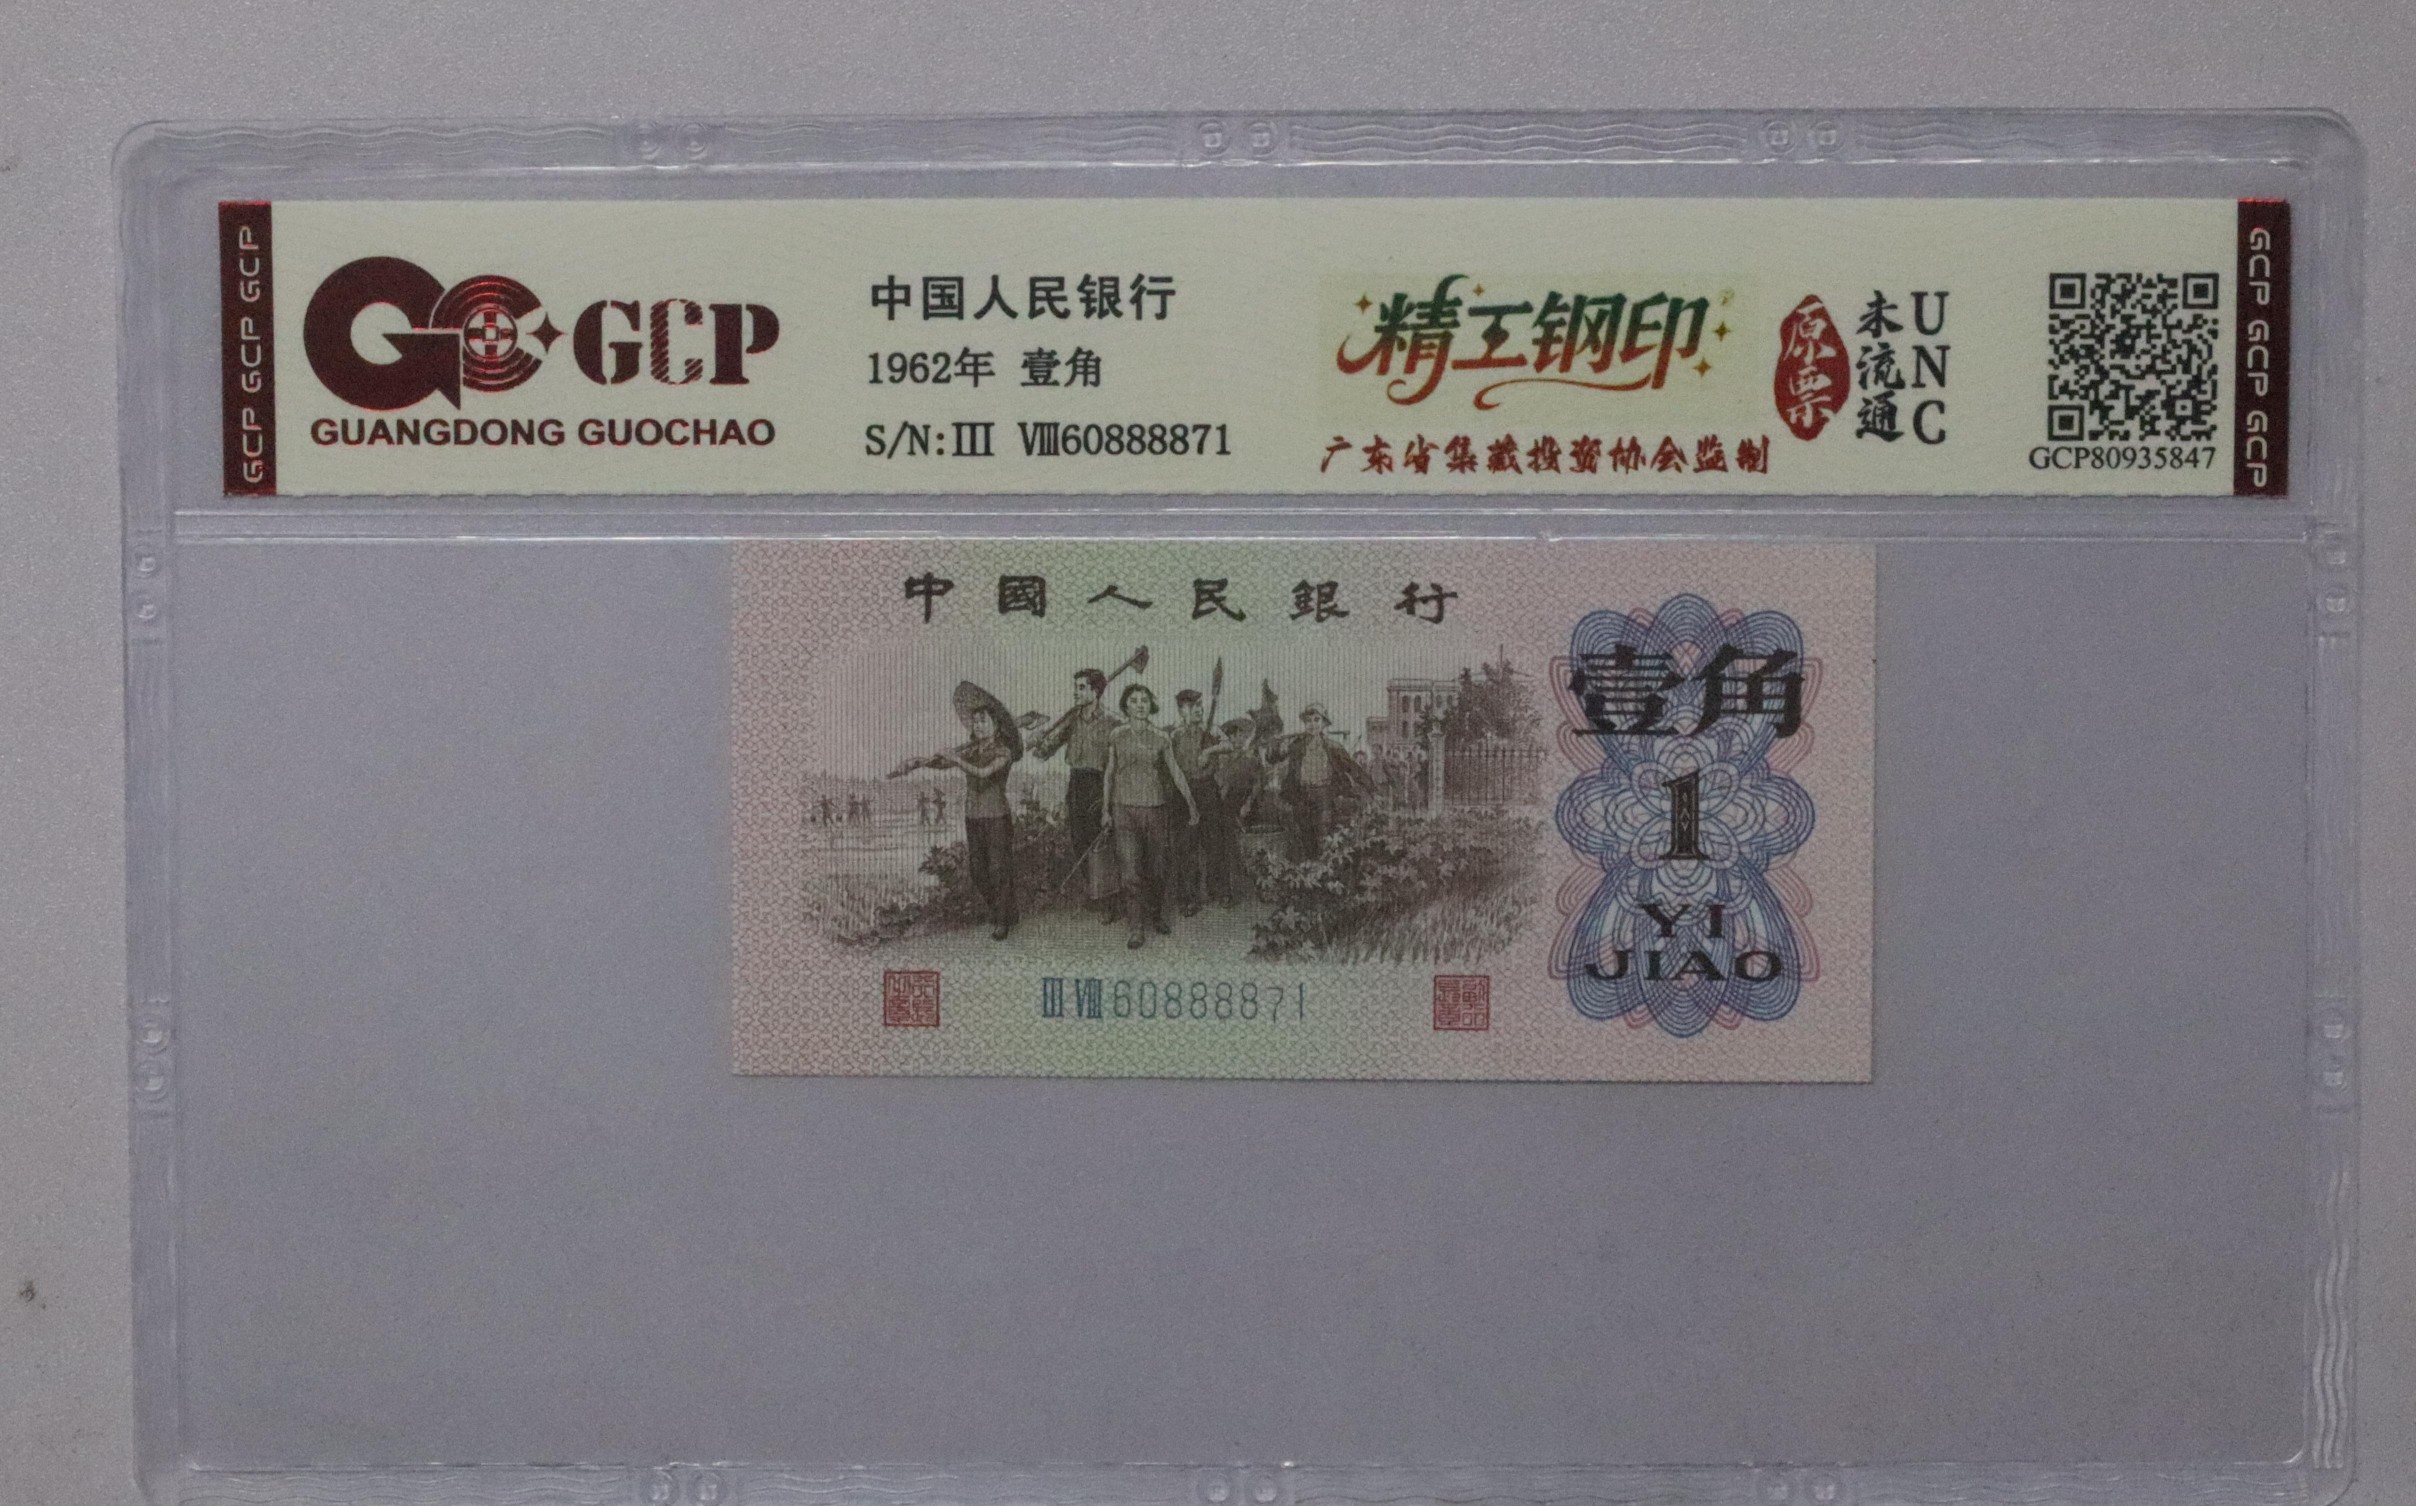 GCP GCP GCP
GCP
GUANGDONG GUOCHAO
中国人民银行
1962年 壹角
S/N:III VIII60888871
精工钢印
广东省集藏投资协会监制
原票
未流通
UNC
GCP80935847
GCP GCP GCP
中國人民銀行
壹角
1
YI
JIAO
III VIII 60888871